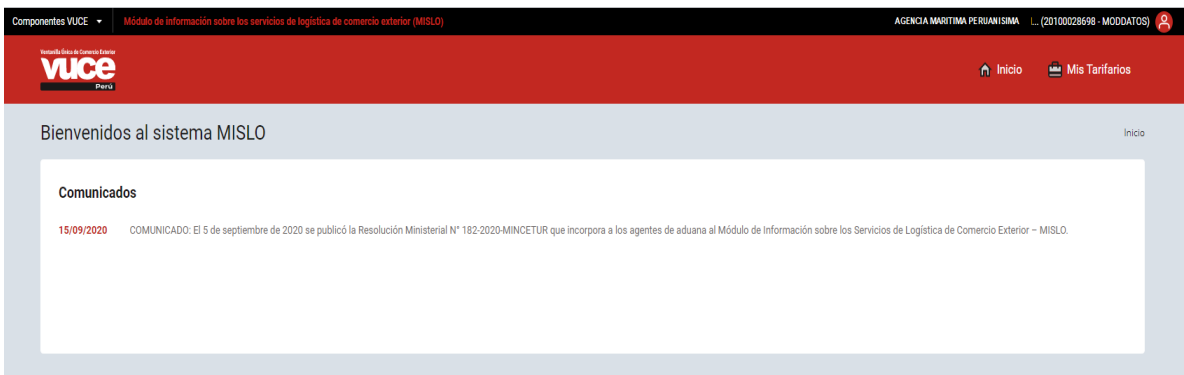 Componentes VUCE
Módulo de información sobre los servicios de logística de comercio exterior (MISLO)
AGENCIA MARITIMA PERUANISIMA I... (20100028698 - MODDATOS)
Ventanilla Única de Comercio Exterior
vuce
Perú
Inicio
Mis Tarifarios
Bienvenidos al sistema MISLO
Inicio
Comunicados
15/09/2020 COMUNICADO: El 5 de septiembre de 2020 se publicó la Resolución Ministerial N° 182-2020-MINCETUR que incorpora a los agentes de aduana al Módulo de Información sobre los Servicios de Logística de Comercio Exterior – MISLO.